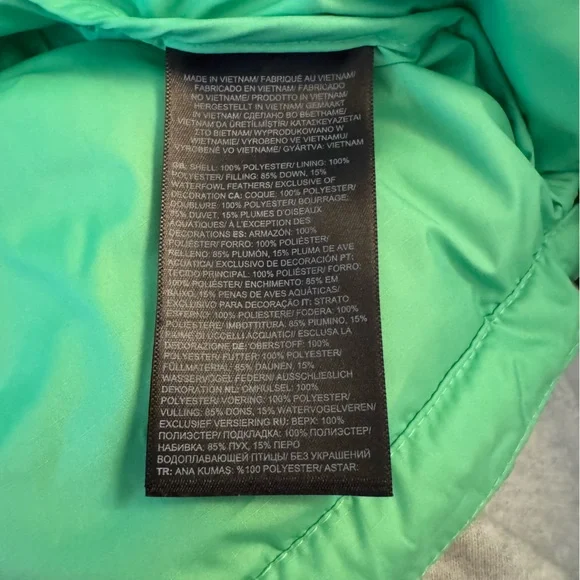 MADE IN VIETNAM/ FABRIQUÉ AU VIETNAM/
FABRICADO EN VIETNAM/ FABRICADO
NO VIETNAME/ PRODOTTO IN VIETNAM/
HERGESTELLT IN VIETNAM/ GEMAAKT
IN VIETNAM/ СДЕЛАНО ВО ВЬЕТНАМЕ/
VIETNAM'DA ÜRETİLMİŞTİR/ ΚΑΤΑΣΚΕΥΑΖΕΤΑΙ
ΣΤΟ ΒΙΕΤΝΑΜ/ WYPRODUKOWANO W
WIETNAMIE/ VYROBENO VE VIETNAMU/
VYROBENÉ VO VIETNAME/ GYÁRTVA: VIETNAM
GB: SHELL: 100% POLYESTER/ LINING: 100%
POLYESTER/ FILLING: 85% DOWN, 15%
WATERFOWL FEATHERS/ EXCLUSIVE OF
DECORATION CA: COQUE: 100% POLYESTER/
DOUBLURE: 100% POLYESTER/ BOURRAGE:
85% DUVET, 15% PLUMES D'OISEAUX
AQUATIQUES/ À L'EXCEPTION DES
DÉCORATIONS ES: ARMAZÓN: 100%
POLIÉSTER/ FORRO: 100% POLIÉSTER/
RELLENO: 85% PLUMÓN, 15% PLUMA DE AVE
ACUÁTICA/ EXCLUSIVO DE DECORACIÓN PT:
TECIDO PRINCIPAL: 100% POLIÉSTER/ FORRO:
100% POLIÉSTER/ ENCHIMENTO: 85% EM
BAIXO, 15% PENAS DE AVES AQUÁTICAS/
EXCLUSIVO PARA DECORAÇÃO IT: STRATO
ESTERNO: 100% POLIESTERE/ FODERA: 100%
POLIESTERE/ IMBOTTITURA: 85% PIUMINO, 15%
PIUME DI UCCELLI ACQUATICI/ ESCLUSA LA
DECORAZIONE DE: OBERSTOFF: 100%
POLYESTER/ FUTTER: 100% POLYESTER/
FÜLLMATERIAL: 85% DAUNEN, 15%
WASSERVOGEL FEDERN/ AUSSCHLIEẞLICH
DEKORATION NL: OMHULSEL: 100%
POLYESTER/ VOERING: 100% POLYESTER/
VULLING: 85% DONS, 15% WATERVOGELVEREN/
EXCLUSIEF VERSIERING RU: ВЕРХ: 100%
ПОЛИЭСТЕР/ ПОДКЛАДКА: 100% ПОЛИЭСТЕР/
НАБИВКА: 85% ПУХ, 15% ПЕРО
ВОДОПЛАВАЮЩЕЙ ПТИЦЫ/ БЕЗ УКРАШЕНИЙ
TR: ANA KUMAS: %100 POLYESTER/ ASTAR: